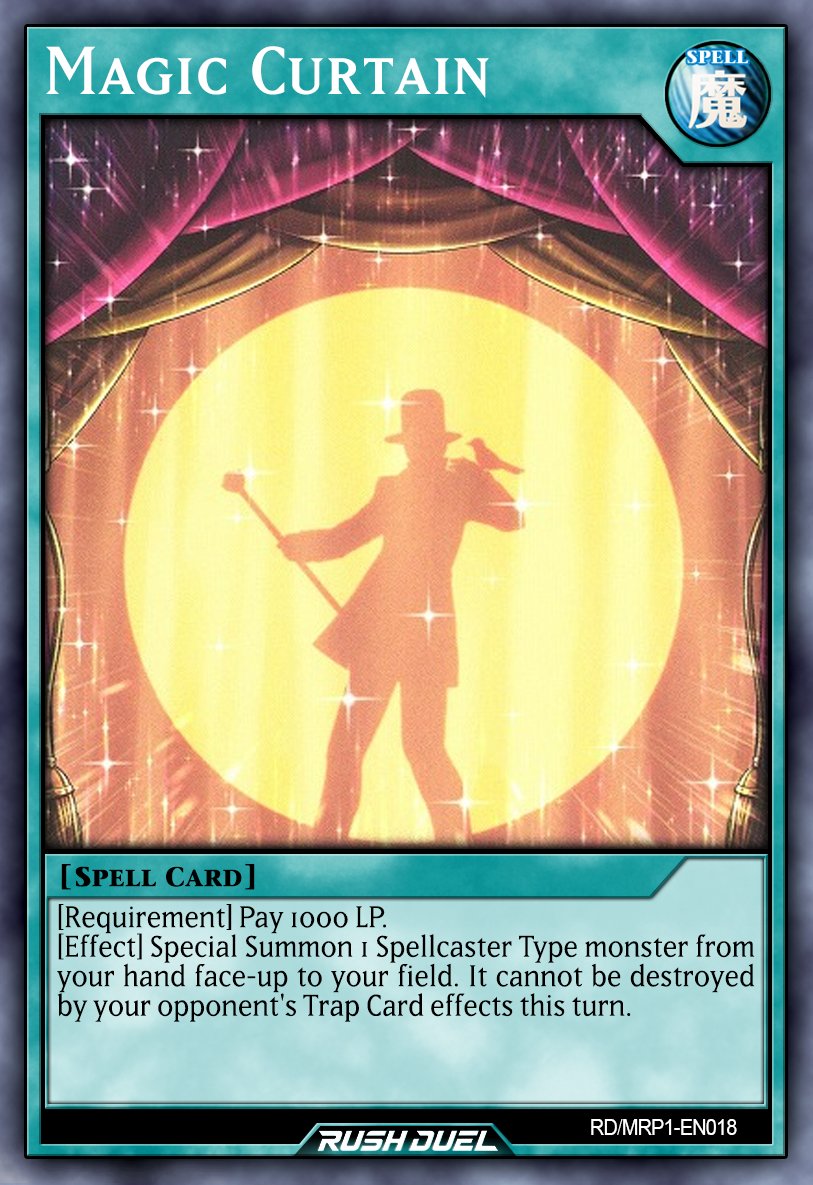 Magic Curtain
SPELL
魔
[Spell Card]
[Requirement] Pay 1000 LP.
[Effect] Special Summon 1 Spellcaster Type monster from
your hand face-up to your field. It cannot be destroyed
by your opponent's Trap Card effects this turn.
RD/MRP1-EN018
RUSH DUEL